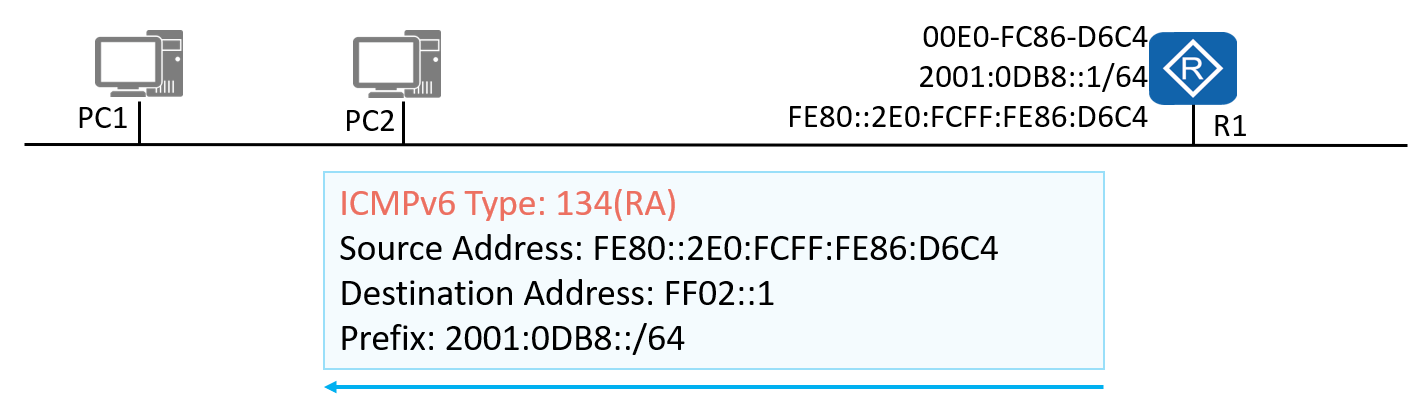 00E0-FC86-D6C4
2001:0DB8::1/64
FE80::2E0:FCFF:FE86:D6C4
R
PC1
PC2
R1
ICMPv6 Type: 134(RA)
Source Address: FE80::2E0:FCFF:FE86:D6C4
Destination Address: FF02::1
Prefix: 2001:0DB8::/64